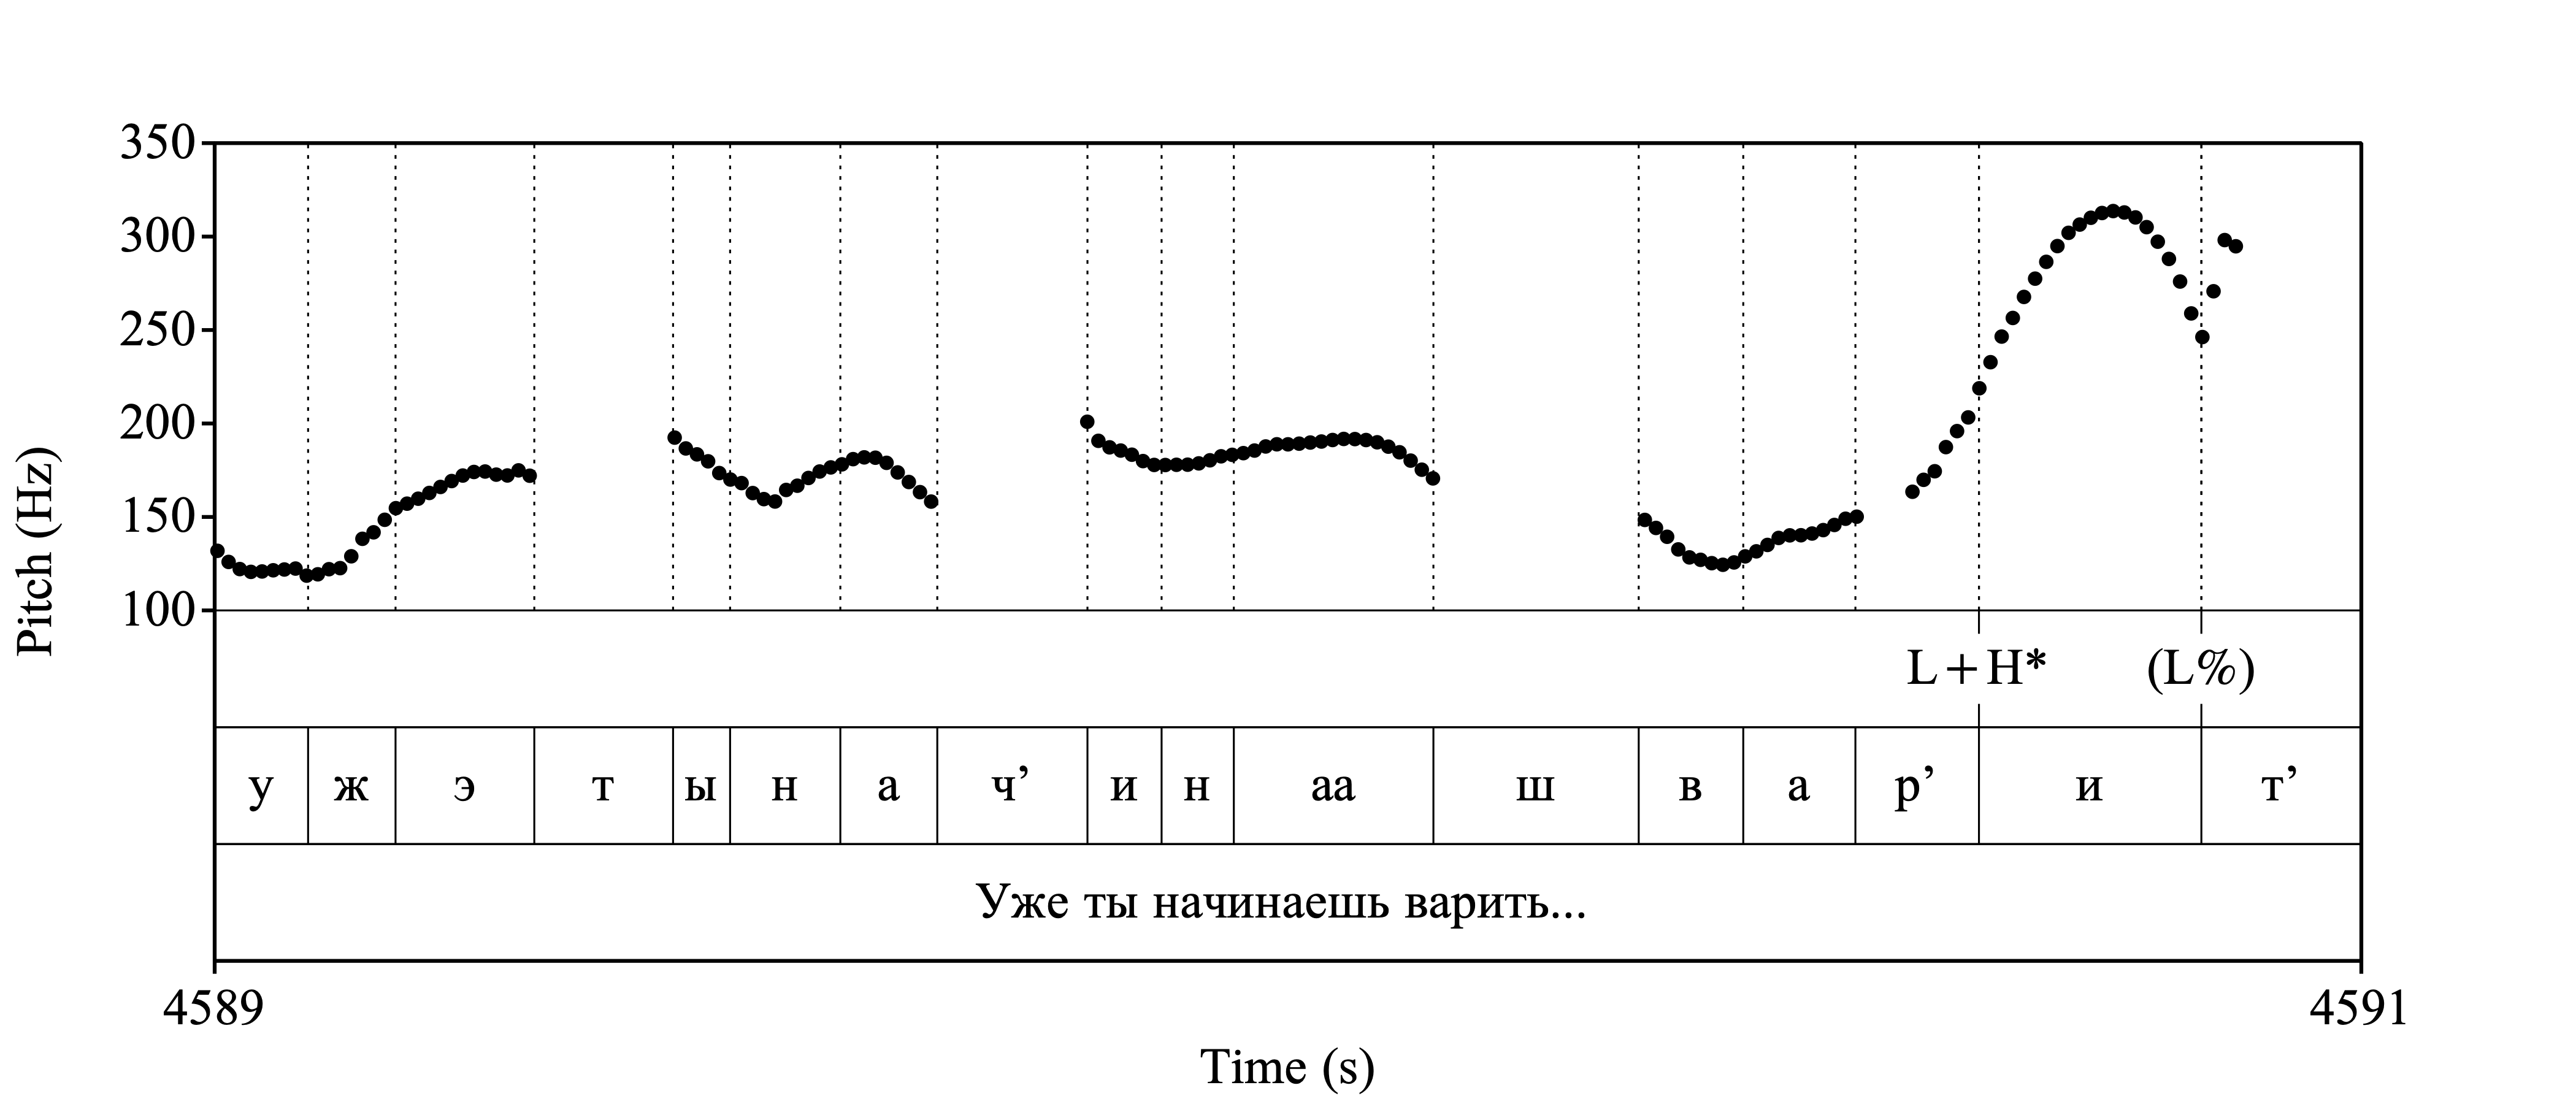 350
300
250
200
150
100
Pitch (Hz)
L+H* (L%)
у ж э т ы н а ч’ и н аа ш в а р’ и т’
Уже ты начинаешь варить...
4589 4591
Time (s)